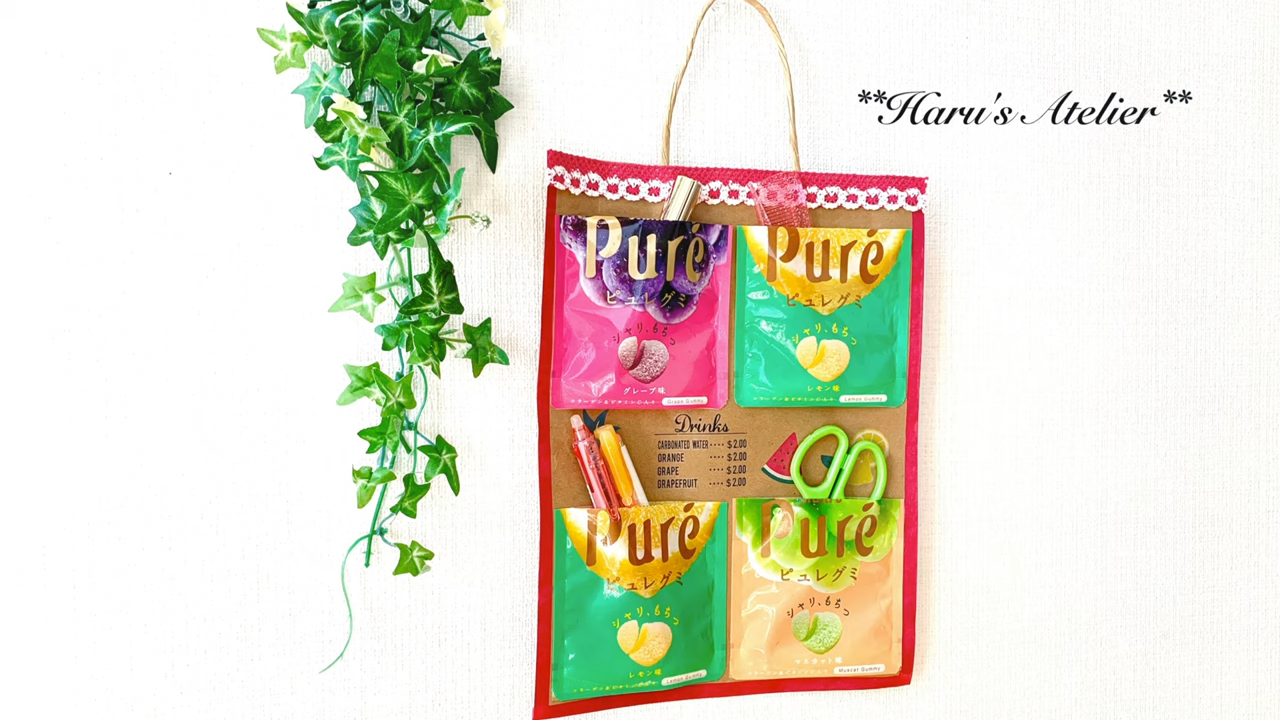 **Haru's Atelier**
Puré
ピュレグミ
シャリ、もちっ
グレープ味
Grape Gummy
Puré
ピュレグミ
シャリ、もちっ
レモン味
Lemon Gummy
Drinks
CARBONATED WATER ···· $2.00
ORANGE ···· $2.00
GRAPE ···· $2.00
GRAPEFRUIT ···· $2.00
Puré
ピュレグミ
シャリ、もちっ
レモン味
Lemon Gummy
Puré
ピュレグミ
シャリ、もちっ
マスカット味
Muscat Gummy